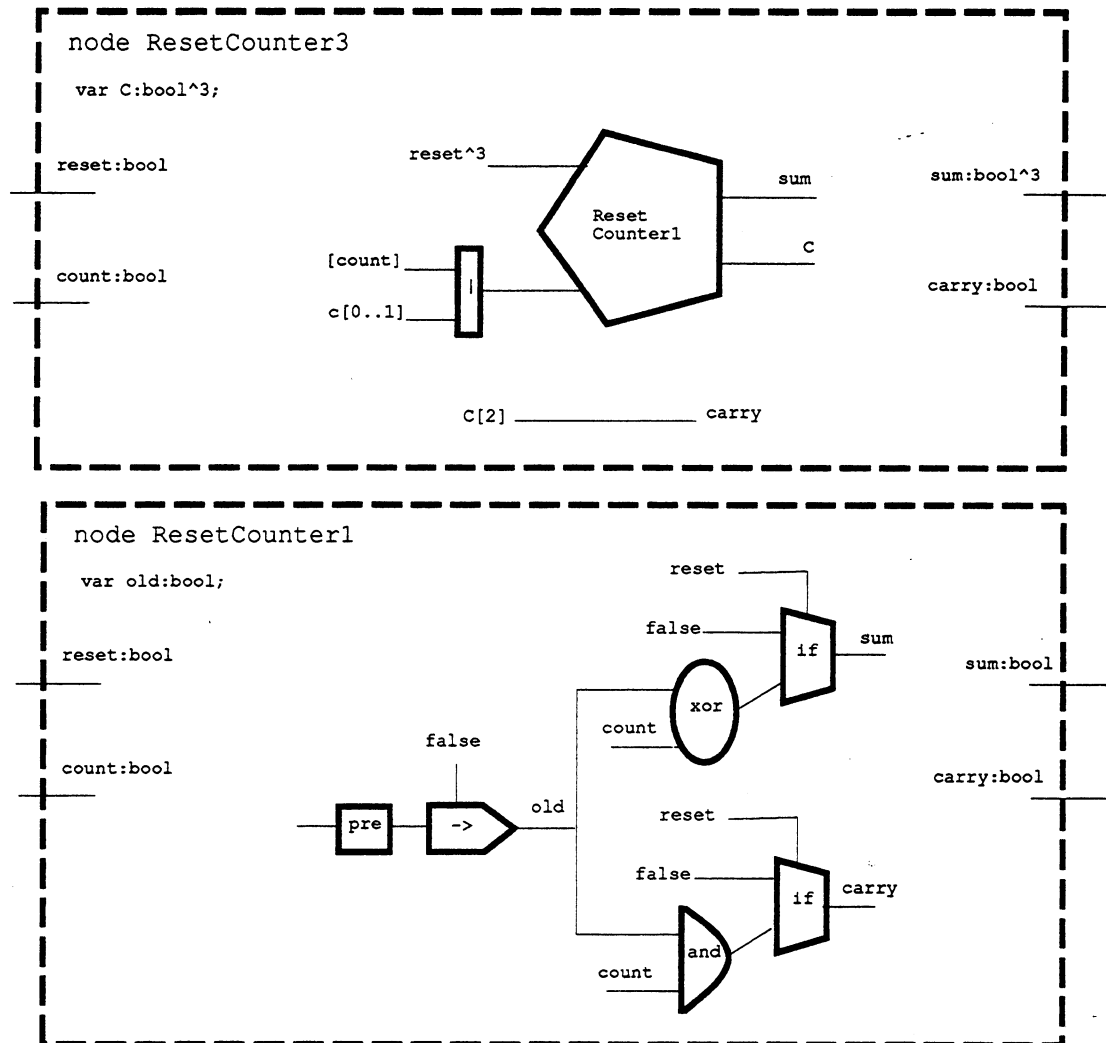 node ResetCounter3
var C:bool^3;
reset:bool
reset^3
sum
sum:bool^3
Reset
Counter1
count:bool
[count]
|
C
carry:bool
c[0..1]
C[2]
carry
node ResetCounter1
var old:bool;
reset
false
if
sum
reset:bool
sum:bool
xor
count
false
count:bool
carry:bool
pre
->
old
reset
false
if
carry
and
count